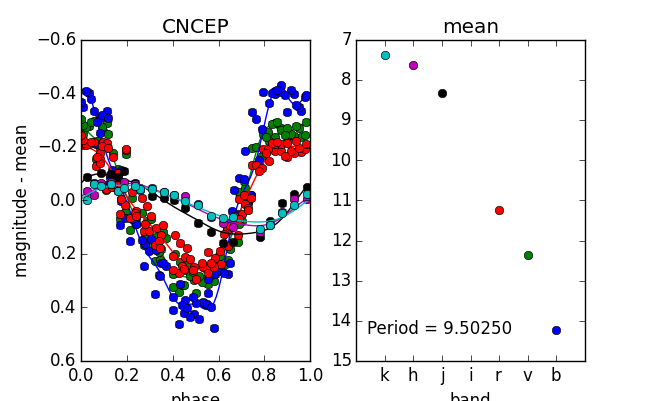 CNCEP
mean
magnitude - mean
−0.6
−0.4
−0.2
0.0
0.2
0.4
0.6
0.0 0.2 0.4 0.6 0.8 1.0
phase
7
8
9
10
11
12
13
14
15
Period = 9.50250
k h j i r v b
band